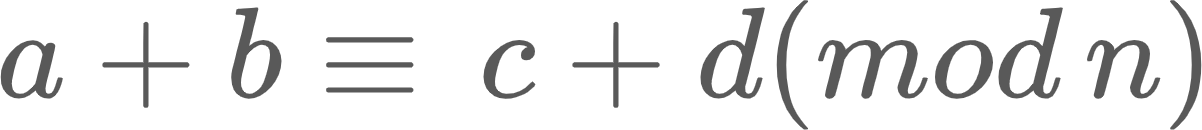 a + b ≡ c + d(mod n)